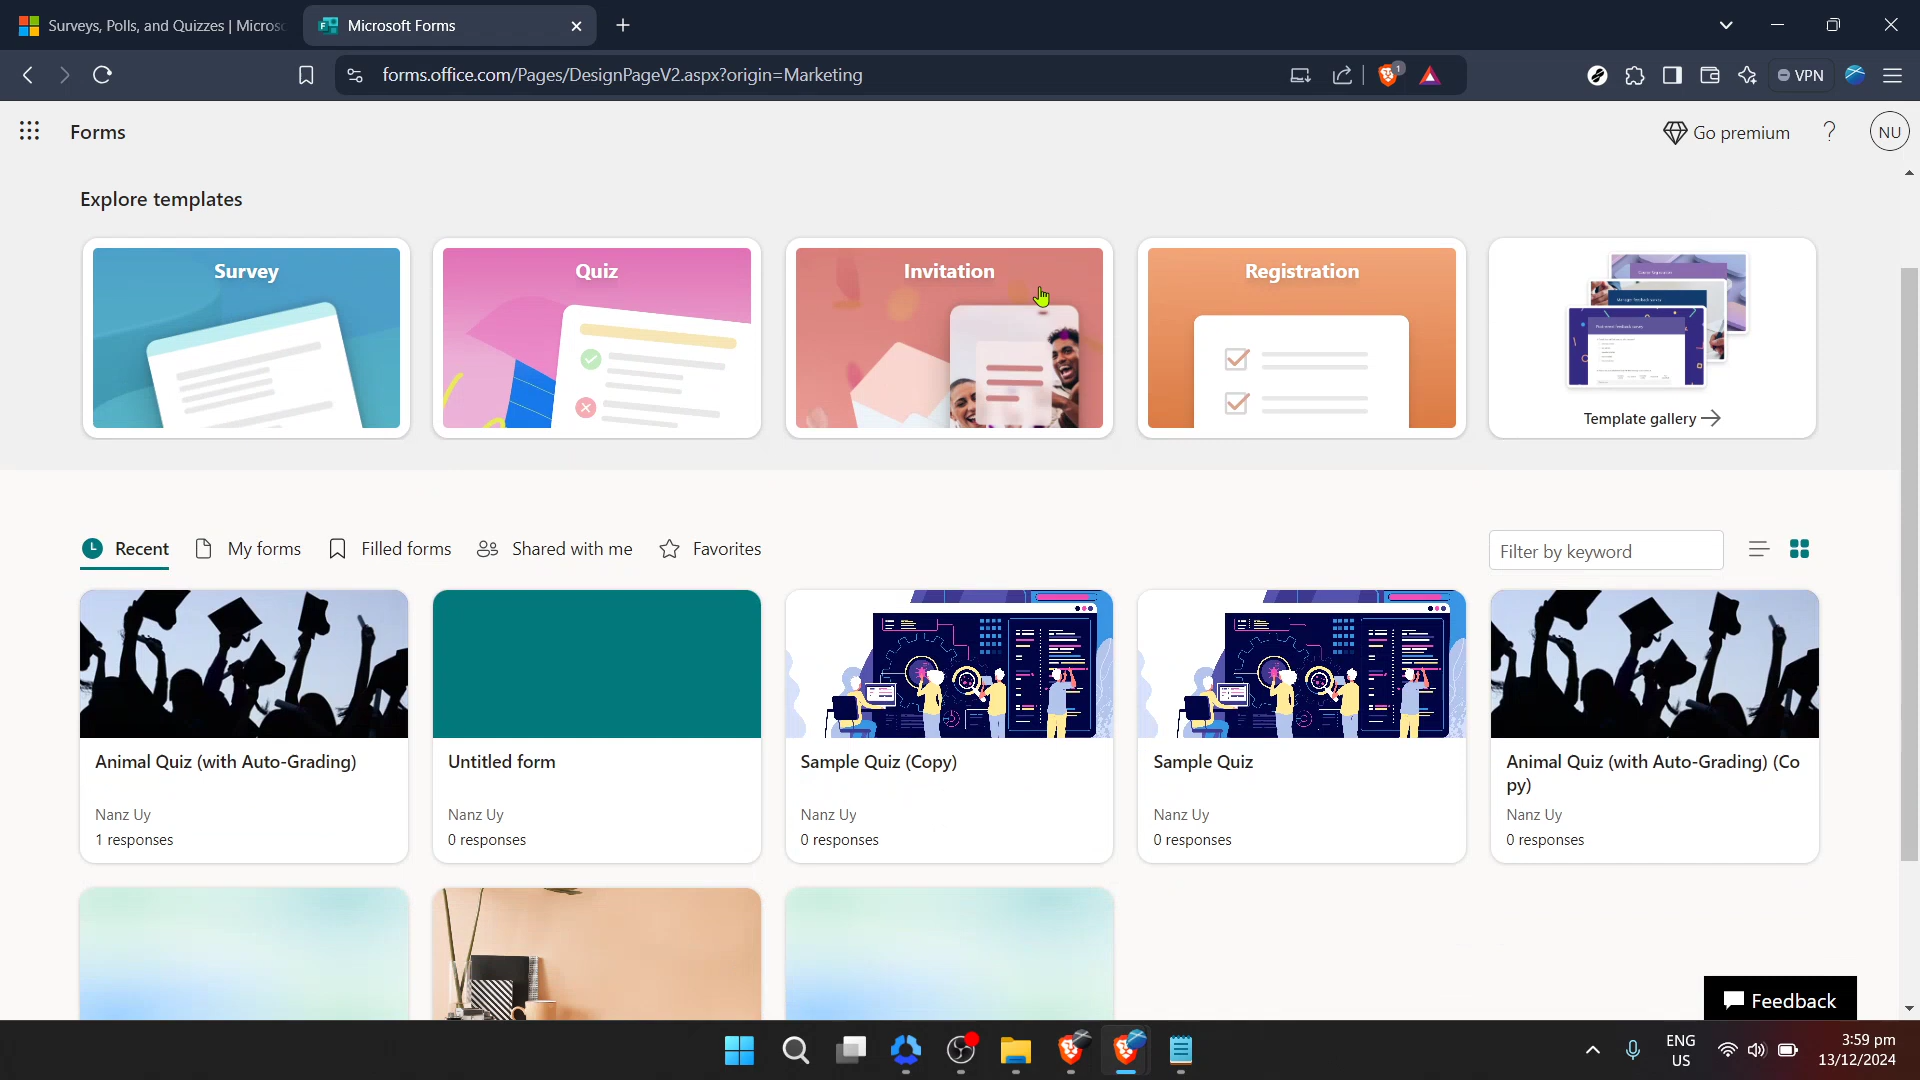 Surveys, Polls, and Quizzes | Micros
Microsoft Forms
forms.office.com/Pages/DesignPageV2.aspx?origin=Marketing
1
VPN
Forms
Go premium
?
NU
Explore templates
Survey
Quiz
Invitation
Registration
Template gallery
Recent
My forms
Filled forms
Shared with me
Favorites
Filter by keyword
Animal Quiz (with Auto-Grading)
Nanz Uy
1 responses
Untitled form
Nanz Uy
0 responses
Sample Quiz (Copy)
Nanz Uy
0 responses
Sample Quiz
Nanz Uy
0 responses
Animal Quiz (with Auto-Grading) (Co
py)
Nanz Uy
0 responses
Feedback
ENG
US
3:59 pm
13/12/2024